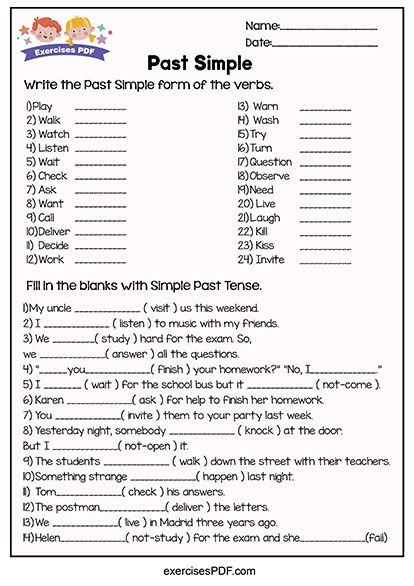 Name:____________
Date:____________
Exercises PDF
Past Simple
Write the Past Simple form of the verbs.
1)Play __________
2) Walk __________
3) Watch __________
4) Listen __________
5) Wait __________
6) Check __________
7) Ask __________
8) Want __________
9) Call __________
10)Deliver __________
11) Decide __________
12)Work __________
13) Warn __________
14) Wash __________
15)Try __________
16)Turn __________
17)Question __________
18)Observe __________
19)Need __________
20) Live __________
21)Laugh __________
22) Kill __________
23) Kiss __________
24) Invite __________
Fill in the blanks with Simple Past Tense.
1)My uncle __________ ( visit ) us this weekend.
2) I __________ ( listen ) to music with my friends.
3) We ________( study ) hard for the exam. So,
we __________( answer ) all the questions.
4) "_____you__________( finish ) your homework?" "No, I____________."
5) I ______ ( wait ) for the school bus but it __________ ( not-come ).
6) Karen __________( ask ) for help to finish her homework.
7) You __________( invite ) them to your party last week.
8) Yesterday night, somebody __________ ( knock ) at the door.
But I __________( not-open ) it.
9) The students __________ ( walk ) down the street with their teachers.
10)Something strange __________( happen ) last night.
11) Tom____________( check ) his answers.
12)The postman__________( deliver ) the letters.
13)We __________( live ) in Madrid three years ago.
14)Helen__________( not-study ) for the exam and she__________(fail)
exercisesPDF.com